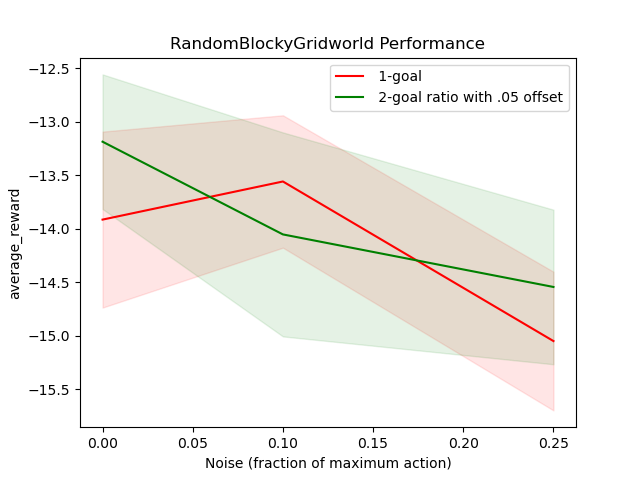 RandomBlockyGridworld Performance
1-goal
2-goal ratio with .05 offset
average_reward
−12.5
−13.0
−13.5
−14.0
−14.5
−15.0
−15.5
0.00 0.05 0.10 0.15 0.20 0.25
Noise (fraction of maximum action)